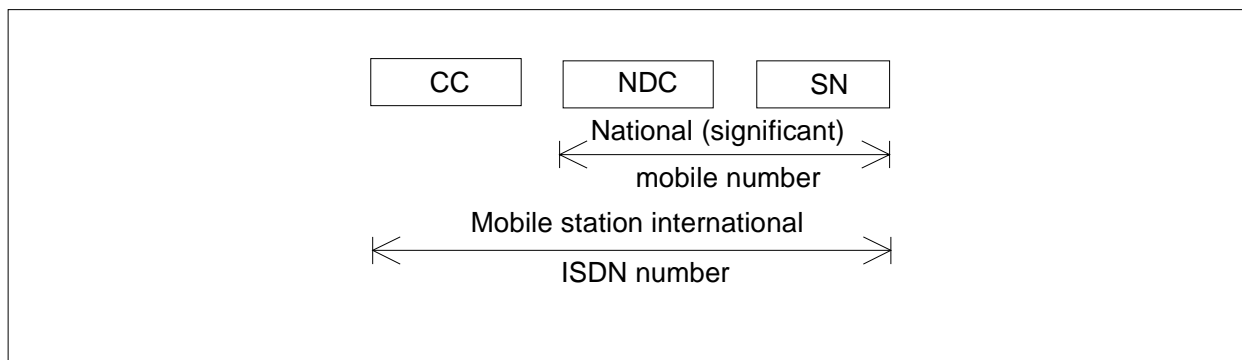 CC NDC SN
National (significant)
mobile number
Mobile station international
ISDN number